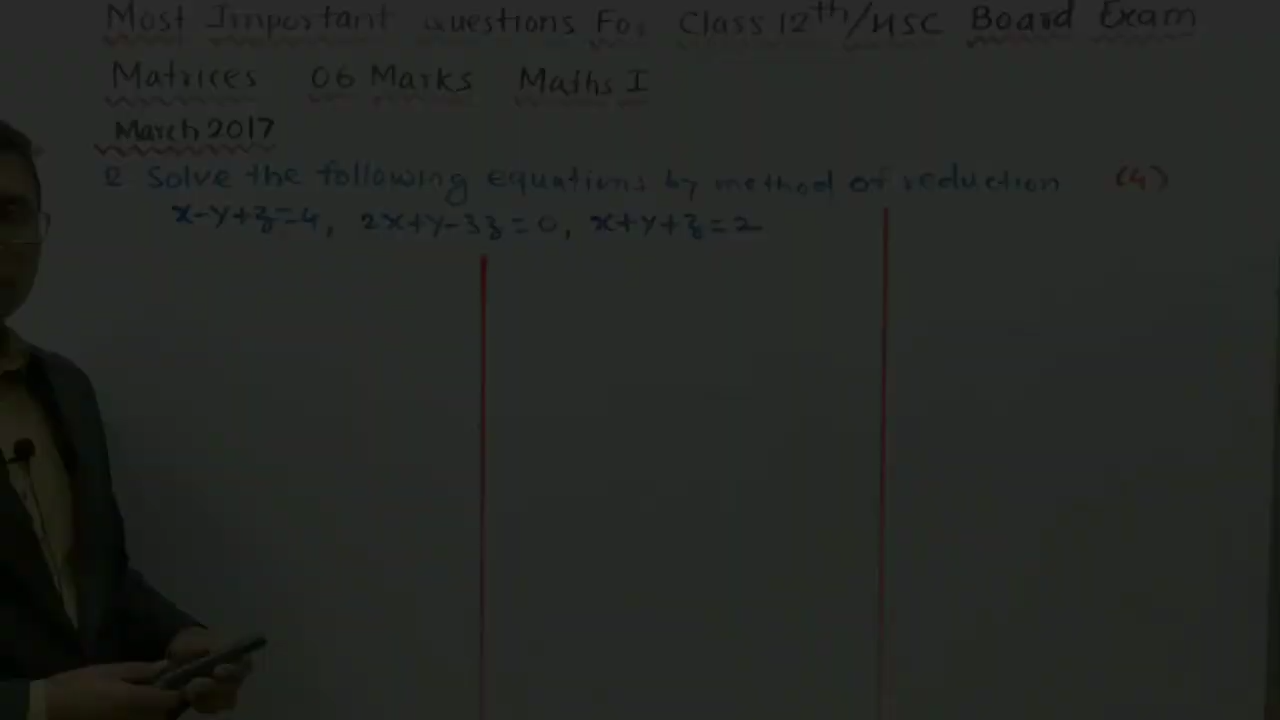 Most Important Questions For Class 12th/HSC Board Exam
Matrices 06 Marks Maths I
March 2017
Q Solve the following equations by method of reduction (4)
x-y+z=4, 2x+y-3z=0, x+y+z=2